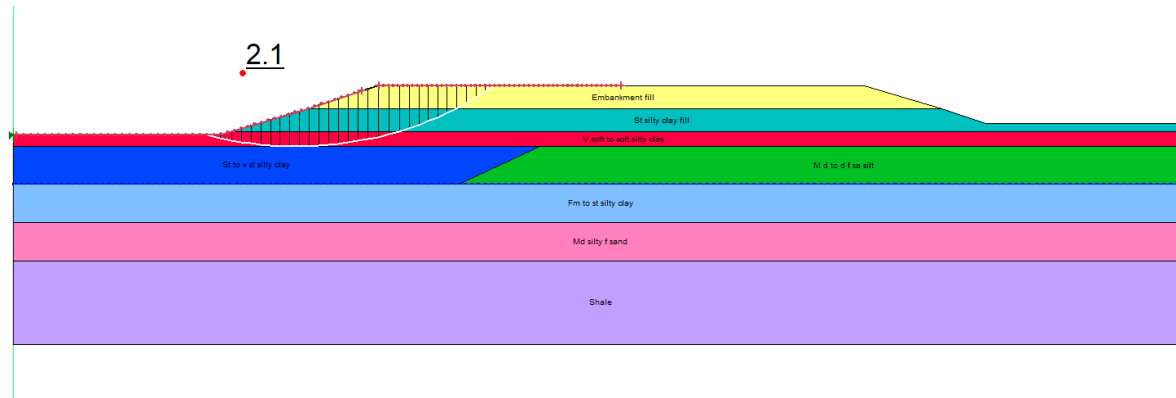 2.1
Embankment fill
St silty clay fill
V soft to soft silty clay
St to v st silty clay
M d to d f sa silt
Fm to st silty clay
Md silty f sand
Shale